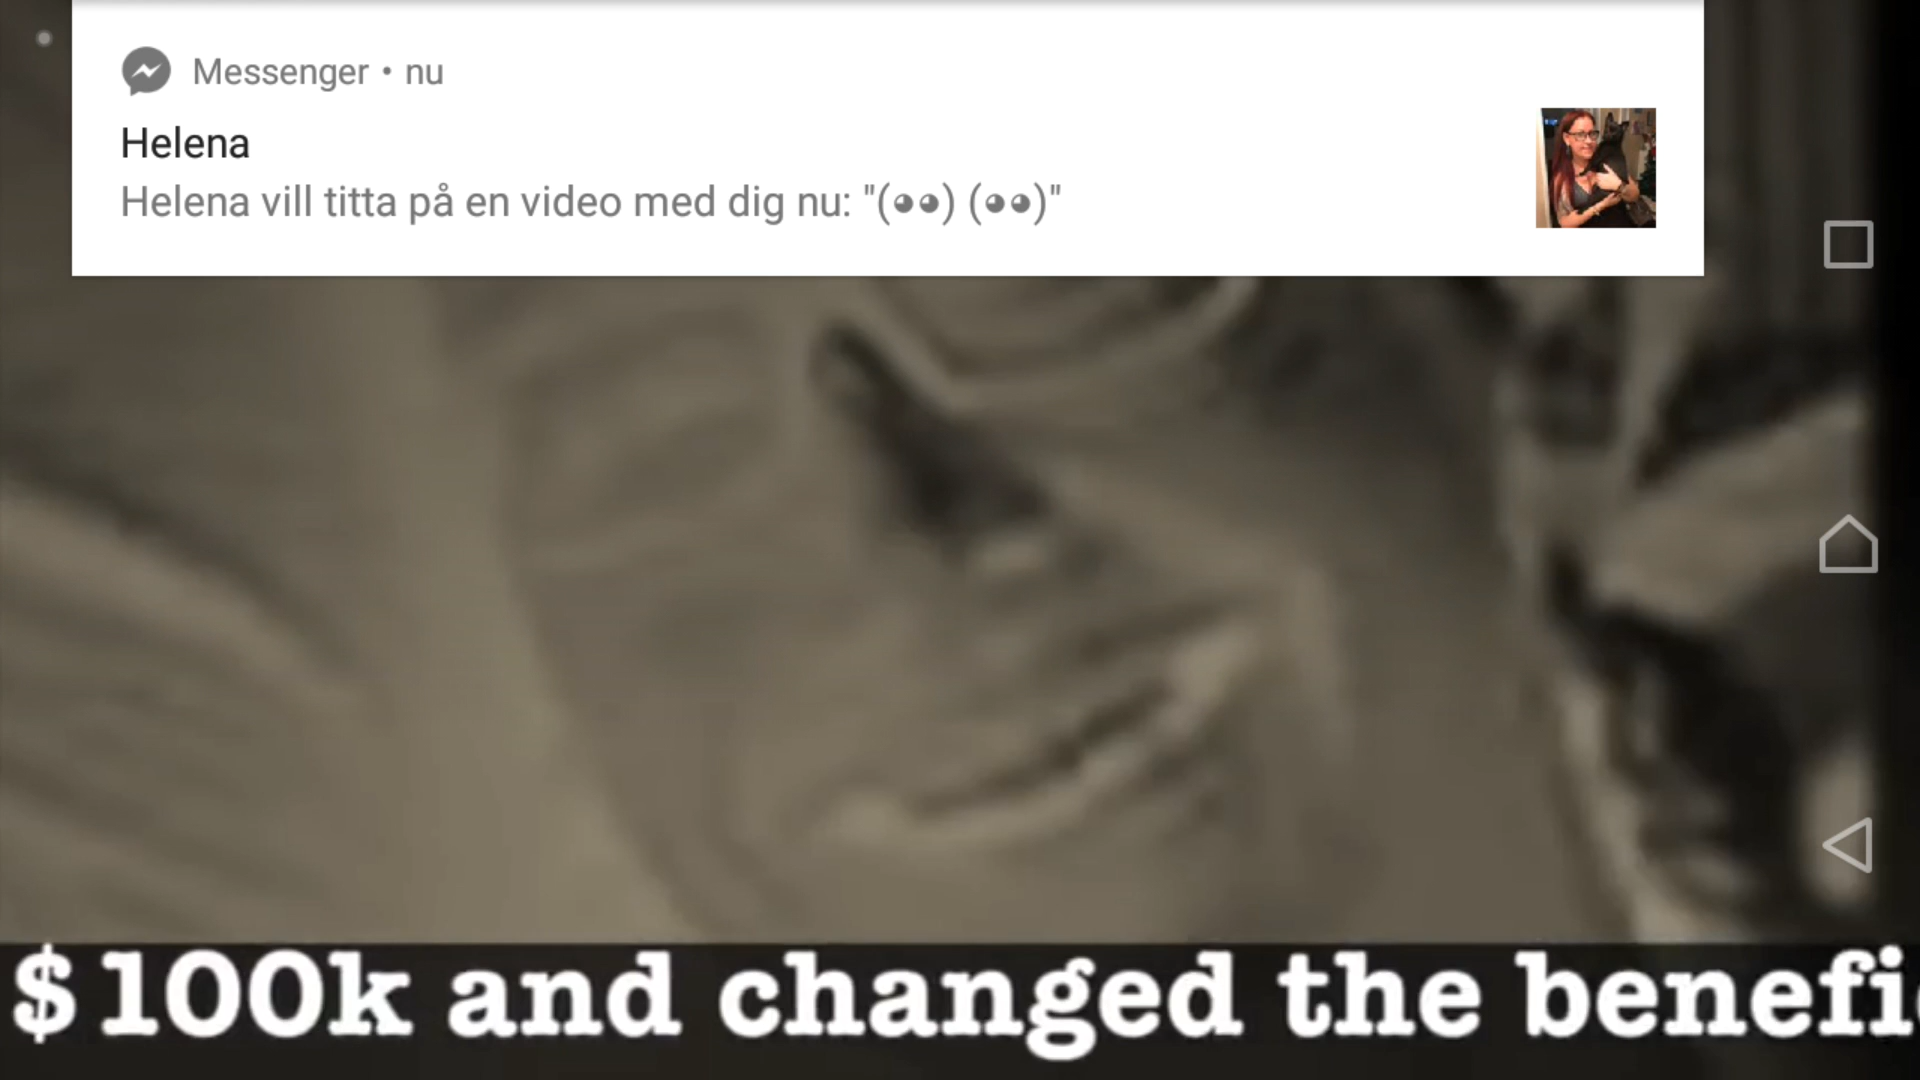 Messenger • nu
Helena
Helena vill titta på en video med dig nu: "(◕◕) (◕◕)"
$100k and changed the benefi